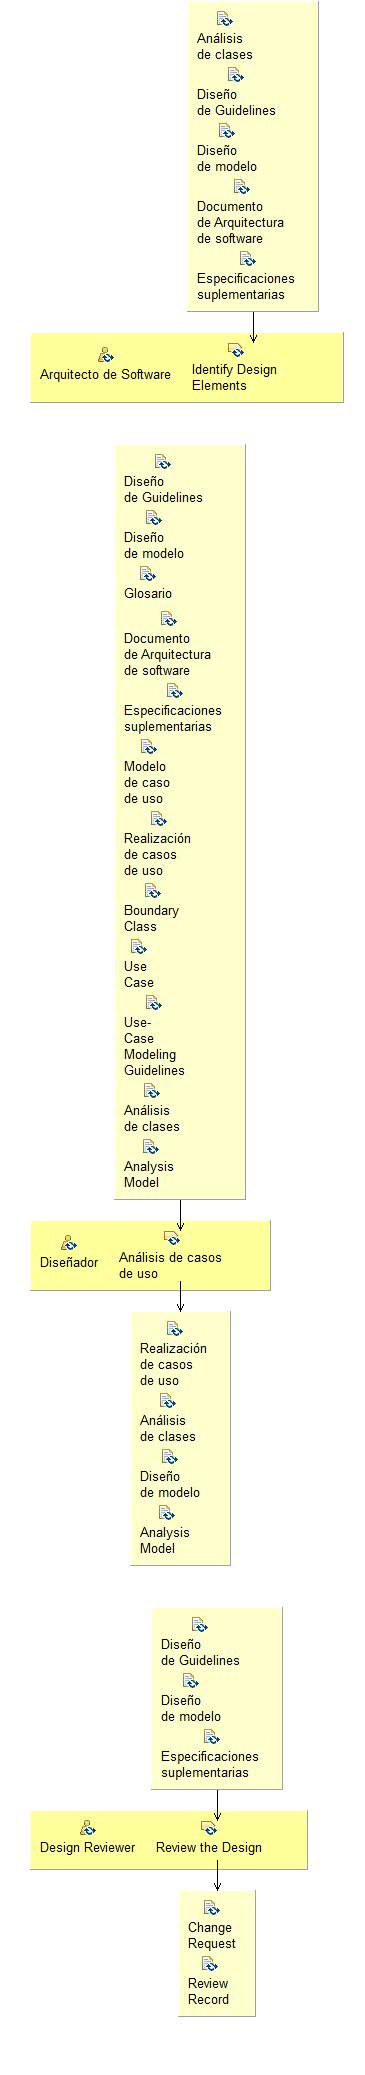 Análisis
de clases
Diseño
de Guidelines
Diseño
de modelo
Documento
de Arquitectura
de software
Especificaciones
suplementarias
Arquitecto de Software
Identify Design
Elements
Diseño
de Guidelines
Diseño
de modelo
Glosario
Documento
de Arquitectura
de software
Especificaciones
suplementarias
Modelo
de caso
de uso
Realización
de casos
de uso
Boundary
Class
Use
Case
Use-
Case
Modeling
Guidelines
Análisis
de clases
Analysis
Model
Diseñador
Análisis de casos
de uso
Realización
de casos
de uso
Análisis
de clases
Diseño
de modelo
Analysis
Model
Diseño
de Guidelines
Diseño
de modelo
Especificaciones
suplementarias
Design Reviewer
Review the Design
Change
Request
Review
Record